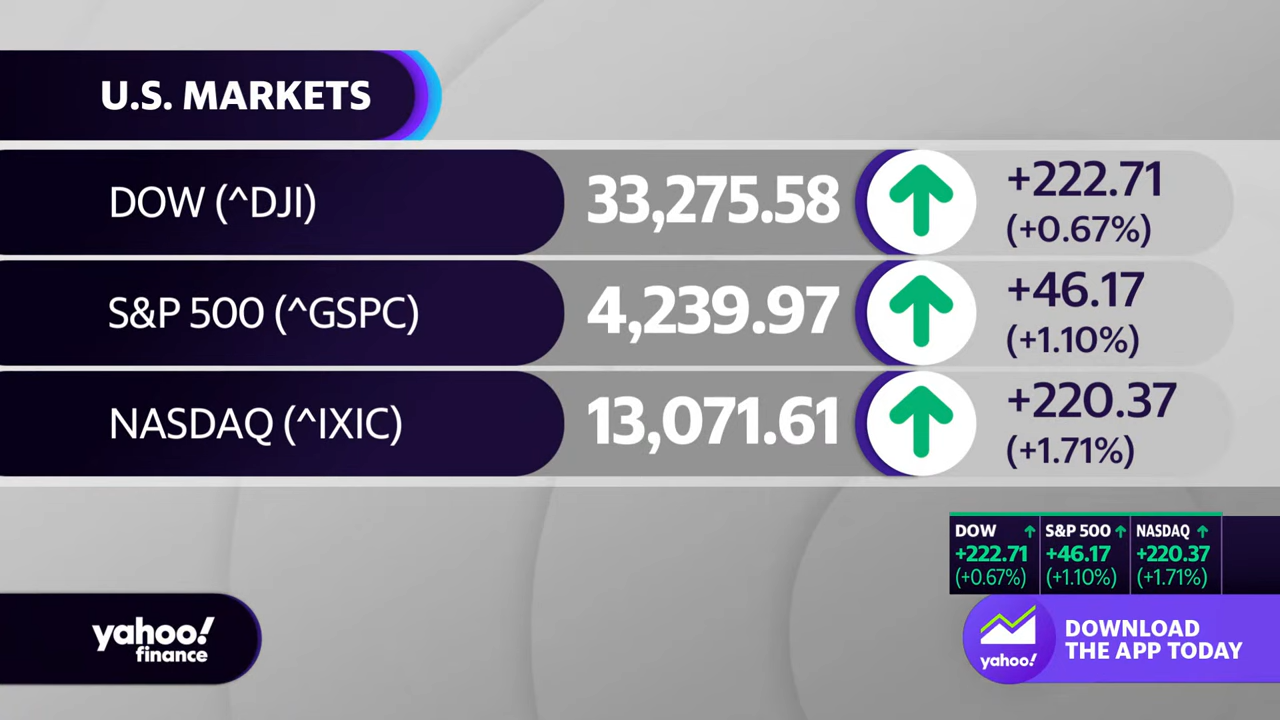 U.S. MARKETS
DOW (^DJI) 33,275.58 +222.71
(+0.67%)
S&P 500 (^GSPC) 4,239.97 +46.17
(+1.10%)
NASDAQ (^IXIC) 13,071.61 +220.37
(+1.71%)
DOW S&P 500 NASDAQ
+222.71 +46.17 +220.37
(+0.67%) (+1.10%) (+1.71%)
yahoo!
finance
yahoo!
DOWNLOAD
THE APP TODAY